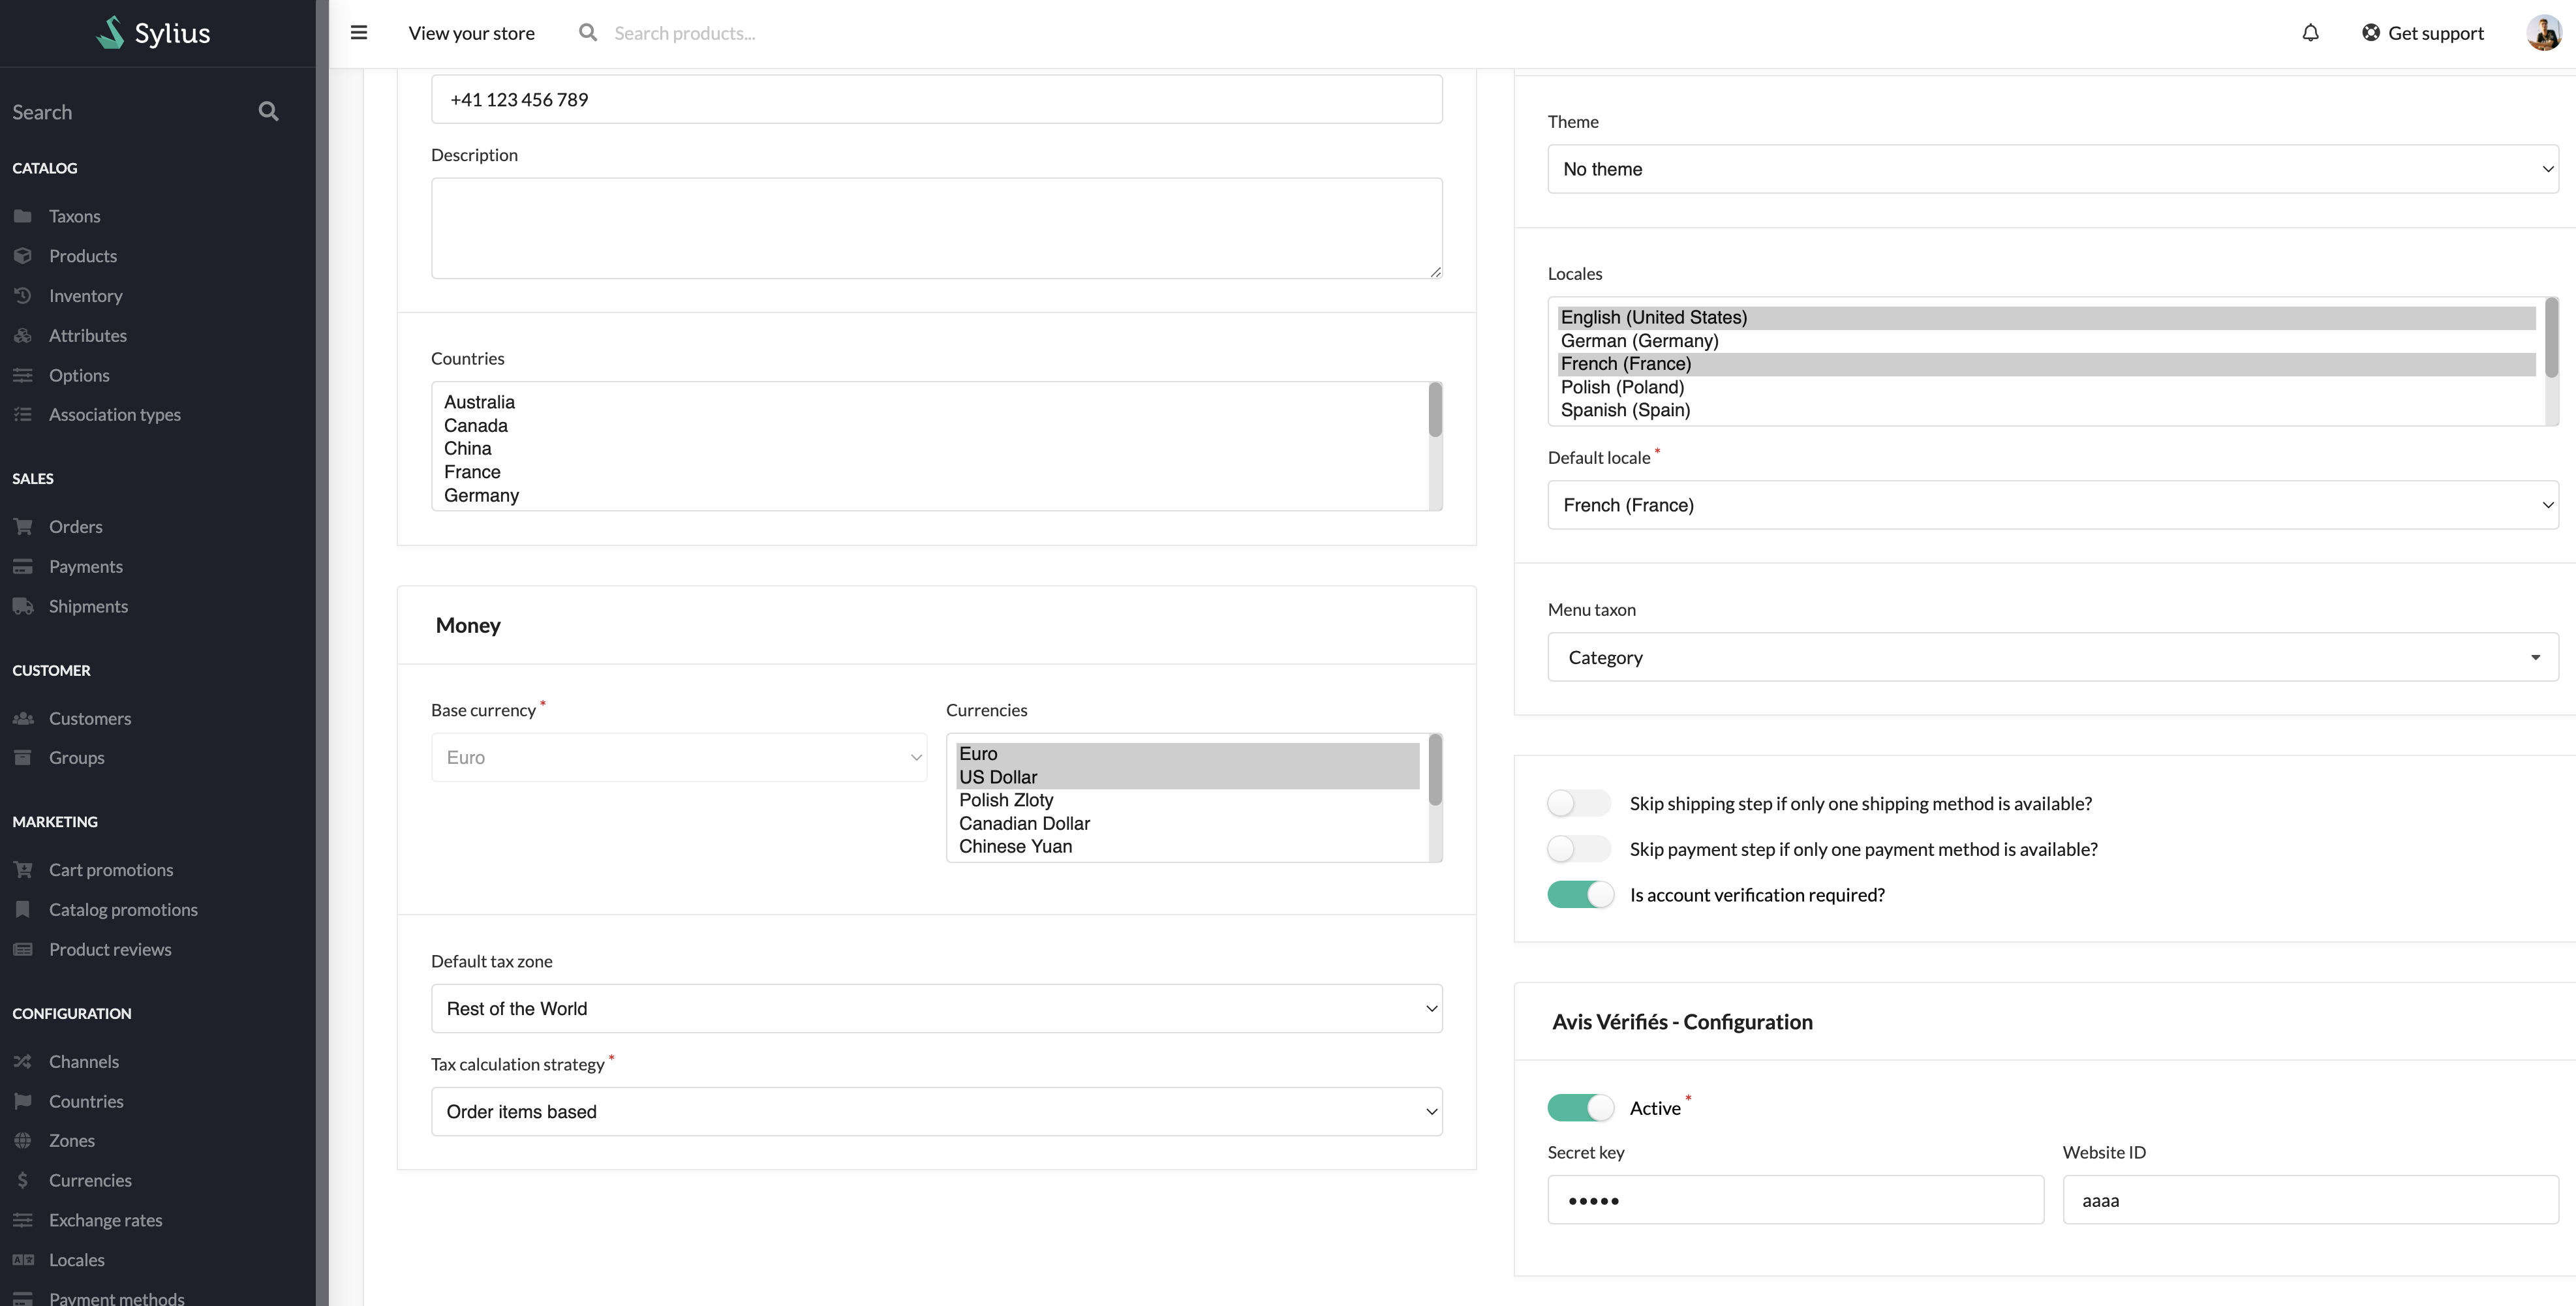 Sylius
View your store
Search products...
Get support
Search
CATALOG
Taxons
Products
Inventory
Attributes
Options
Association types
SALES
Orders
Payments
Shipments
CUSTOMER
Customers
Groups
MARKETING
Cart promotions
Catalog promotions
Product reviews
CONFIGURATION
Channels
Countries
Zones
Currencies
Exchange rates
Locales
Payment methods
+41 123 456 789
Description
Countries
Australia
Canada
China
France
Germany
Money
Base currency *
Euro
Currencies
Euro
US Dollar
Polish Zloty
Canadian Dollar
Chinese Yuan
Default tax zone
Rest of the World
Tax calculation strategy *
Order items based
Theme
No theme
Locales
English (United States)
German (Germany)
French (France)
Polish (Poland)
Spanish (Spain)
Default locale *
French (France)
Menu taxon
Category
Skip shipping step if only one shipping method is available?
Skip payment step if only one payment method is available?
Is account verification required?
Avis Vérifiés - Configuration
Active *
Secret key
•••••
Website ID
aaaa